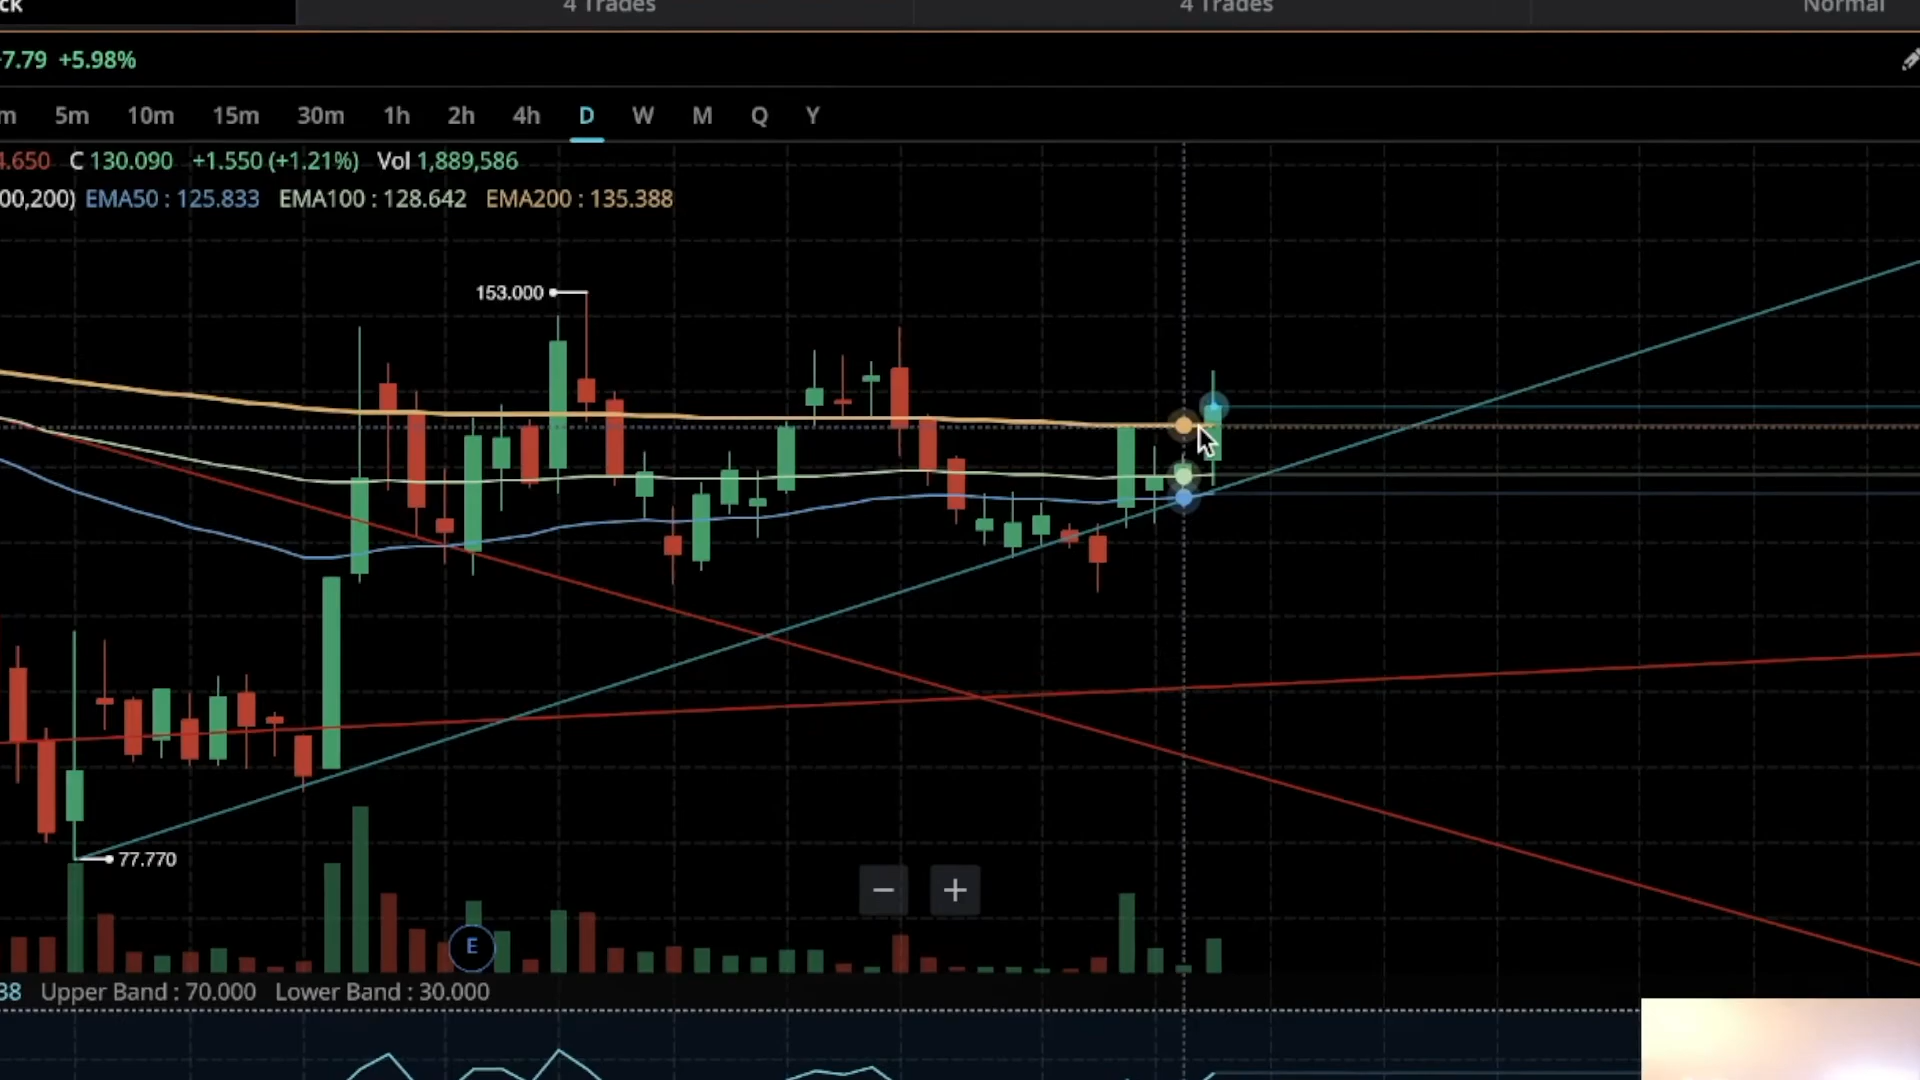 ck 4 Trades 4 Trades Normal
7.79 +5.98%
m 5m 10m 15m 30m 1h 2h 4h D W M Q Y
4.650 C 130.090 +1.550 (+1.21%) Vol 1,889,586
00,200) EMA50 : 125.833 EMA100 : 128.642 EMA200 : 135.388
153.000
77.770
− +
E
38 Upper Band : 70.000 Lower Band : 30.000